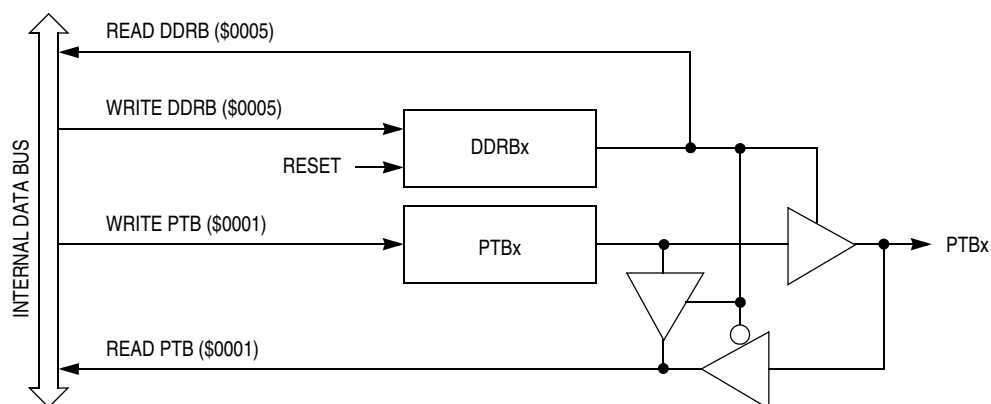 READ DDRB ($0005)
WRITE DDRB ($0005)
DDRBx
RESET
INTERNAL DATA BUS
WRITE PTB ($0001)
PTBx
PTBx
READ PTB ($0001)